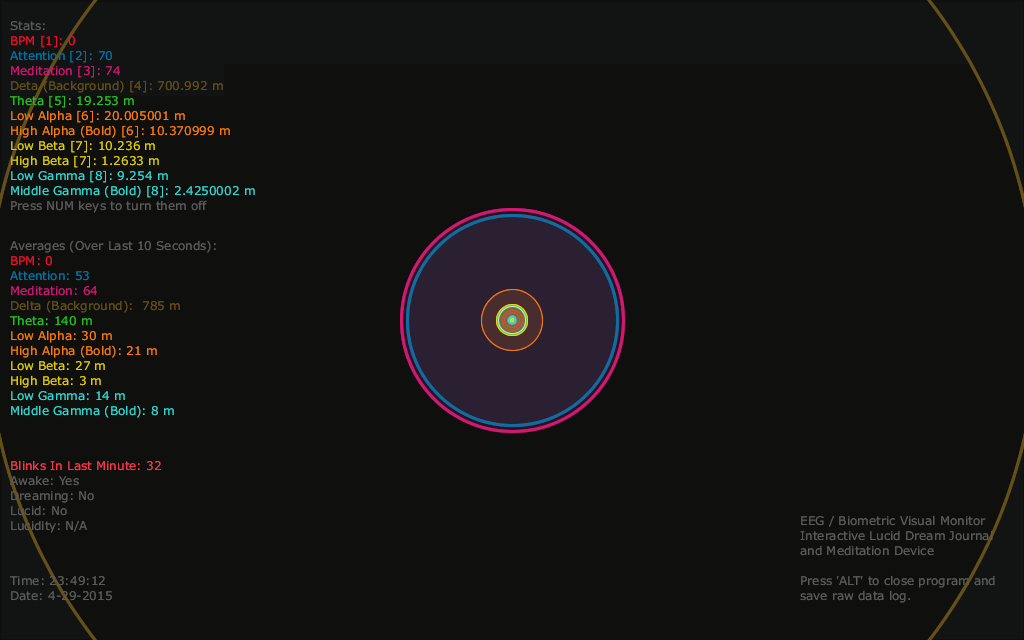 Stats:
BPM [1]: 0
Attention [2]: 70
Meditation [3]: 74
Deta (Background) [4]: 700.992 m
Theta [5]: 19.253 m
Low Alpha [6]: 20.005001 m
High Alpha (Bold) [6]: 10.370999 m
Low Beta [7]: 10.236 m
High Beta [7]: 1.2633 m
Low Gamma [8]: 9.254 m
Middle Gamma (Bold) [8]: 2.4250002 m
Press NUM keys to turn them off
Averages (Over Last 10 Seconds):
BPM: 0
Attention: 53
Meditation: 64
Delta (Background): 785 m
Theta: 140 m
Low Alpha: 30 m
High Alpha (Bold): 21 m
Low Beta: 27 m
High Beta: 3 m
Low Gamma: 14 m
Middle Gamma (Bold): 8 m
Blinks In Last Minute: 32
Awake: Yes
Dreaming: No
Lucid: No
Lucidity: N/A
Time: 23:49:12
Date: 4-29-2015
EEG / Biometric Visual Monitor
Interactive Lucid Dream Journal
and Meditation Device
Press 'ALT' to close program and
save raw data log.